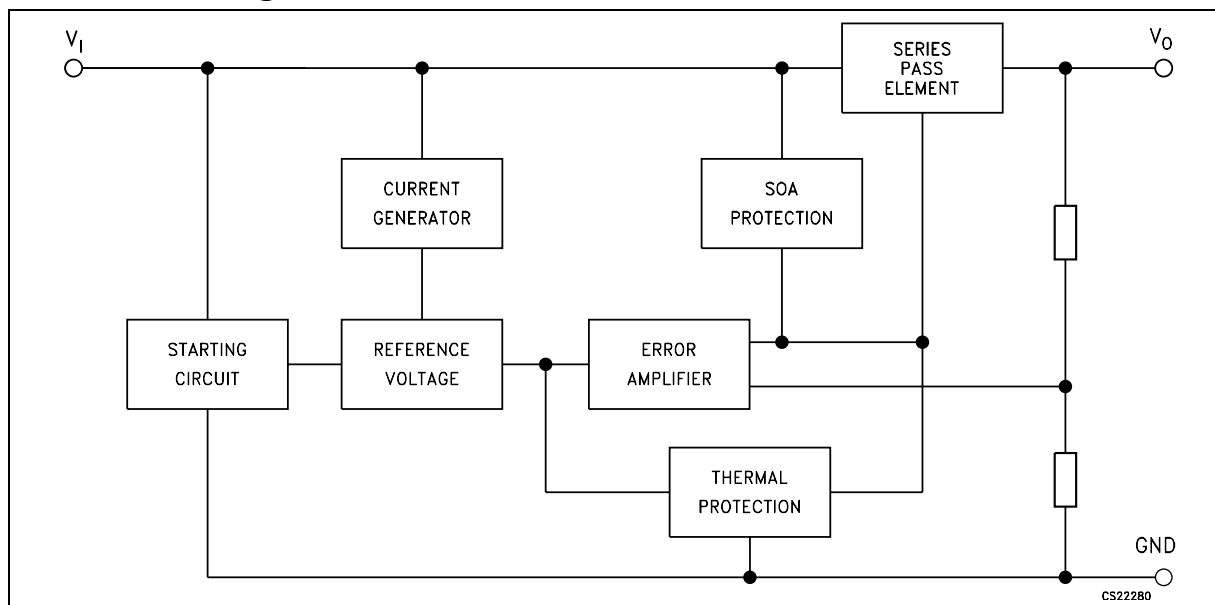 V_I
SERIES
PASS
ELEMENT
V_O
CURRENT
GENERATOR
SOA
PROTECTION
STARTING
CIRCUIT
REFERENCE
VOLTAGE
ERROR
AMPLIFIER
THERMAL
PROTECTION
GND
CS22280